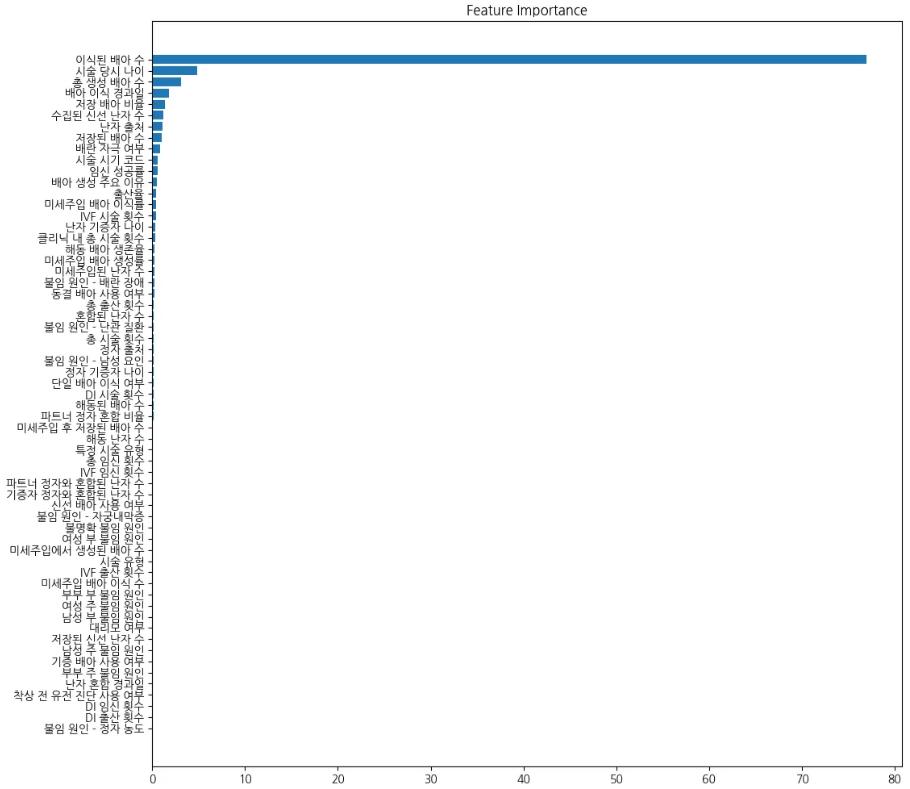 Feature Importance
이식된 배아 수
시술 당시 나이
총 생성 배아 수
배아 이식 경과일
저장 배아 비율
수집된 신선 난자 수
난자 출처
저장된 배아 수
배란 자극 여부
시술 시기 코드
임신 성공률
배아 생성 주요 이유
출산율
미세주입 배아 이식률
IVF 시술 횟수
난자 기증자 나이
클리닉 내 총 시술 횟수
해동 배아 생존율
미세주입 배아 생성률
미세주입된 난자 수
불임 원인 - 배란 장애
동결 배아 사용 여부
총 출산 횟수
혼합된 난자 수
불임 원인 - 난관 질환
총 시술 횟수
정자 출처
불임 원인 - 남성 요인
정자 기증자 나이
단일 배아 이식 여부
DI 시술 횟수
해동된 배아 수
파트너 정자 혼합 비율
미세주입 후 저장된 배아 수
해동 난자 수
특정 시술 유형
총 임신 횟수
IVF 임신 횟수
파트너 정자와 혼합된 난자 수
기증자 정자와 혼합된 난자 수
신선 배아 사용 여부
불임 원인 - 자궁내막증
불명확 불임 원인
여성 부 불임 원인
미세주입에서 생성된 배아 수
시술 유형
IVF 출산 횟수
미세주입 배아 이식 수
부부 부 불임 원인
여성 주 불임 원인
남성 부 불임 원인
대리모 여부
저장된 신선 난자 수
남성 주 불임 원인
기증 배아 사용 여부
부부 주 불임 원인
난자 혼합 경과일
착상 전 유전 진단 사용 여부
DI 임신 횟수
DI 출산 횟수
불임 원인 - 정자 농도
0 10 20 30 40 50 60 70 80